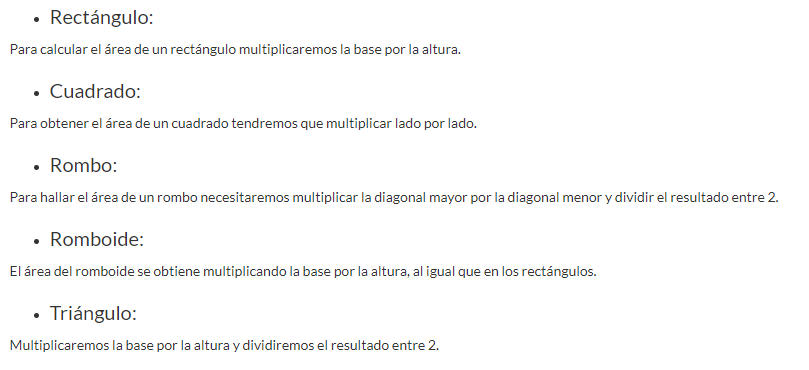 • Rectángulo:
Para calcular el área de un rectángulo multiplicaremos la base por la altura.
• Cuadrado:
Para obtener el área de un cuadrado tendremos que multiplicar lado por lado.
• Rombo:
Para hallar el área de un rombo necesitaremos multiplicar la diagonal mayor por la diagonal menor y dividir el resultado entre 2.
• Romboide:
El área del romboide se obtiene multiplicando la base por la altura, al igual que en los rectángulos.
• Triángulo:
Multiplicaremos la base por la altura y dividiremos el resultado entre 2.